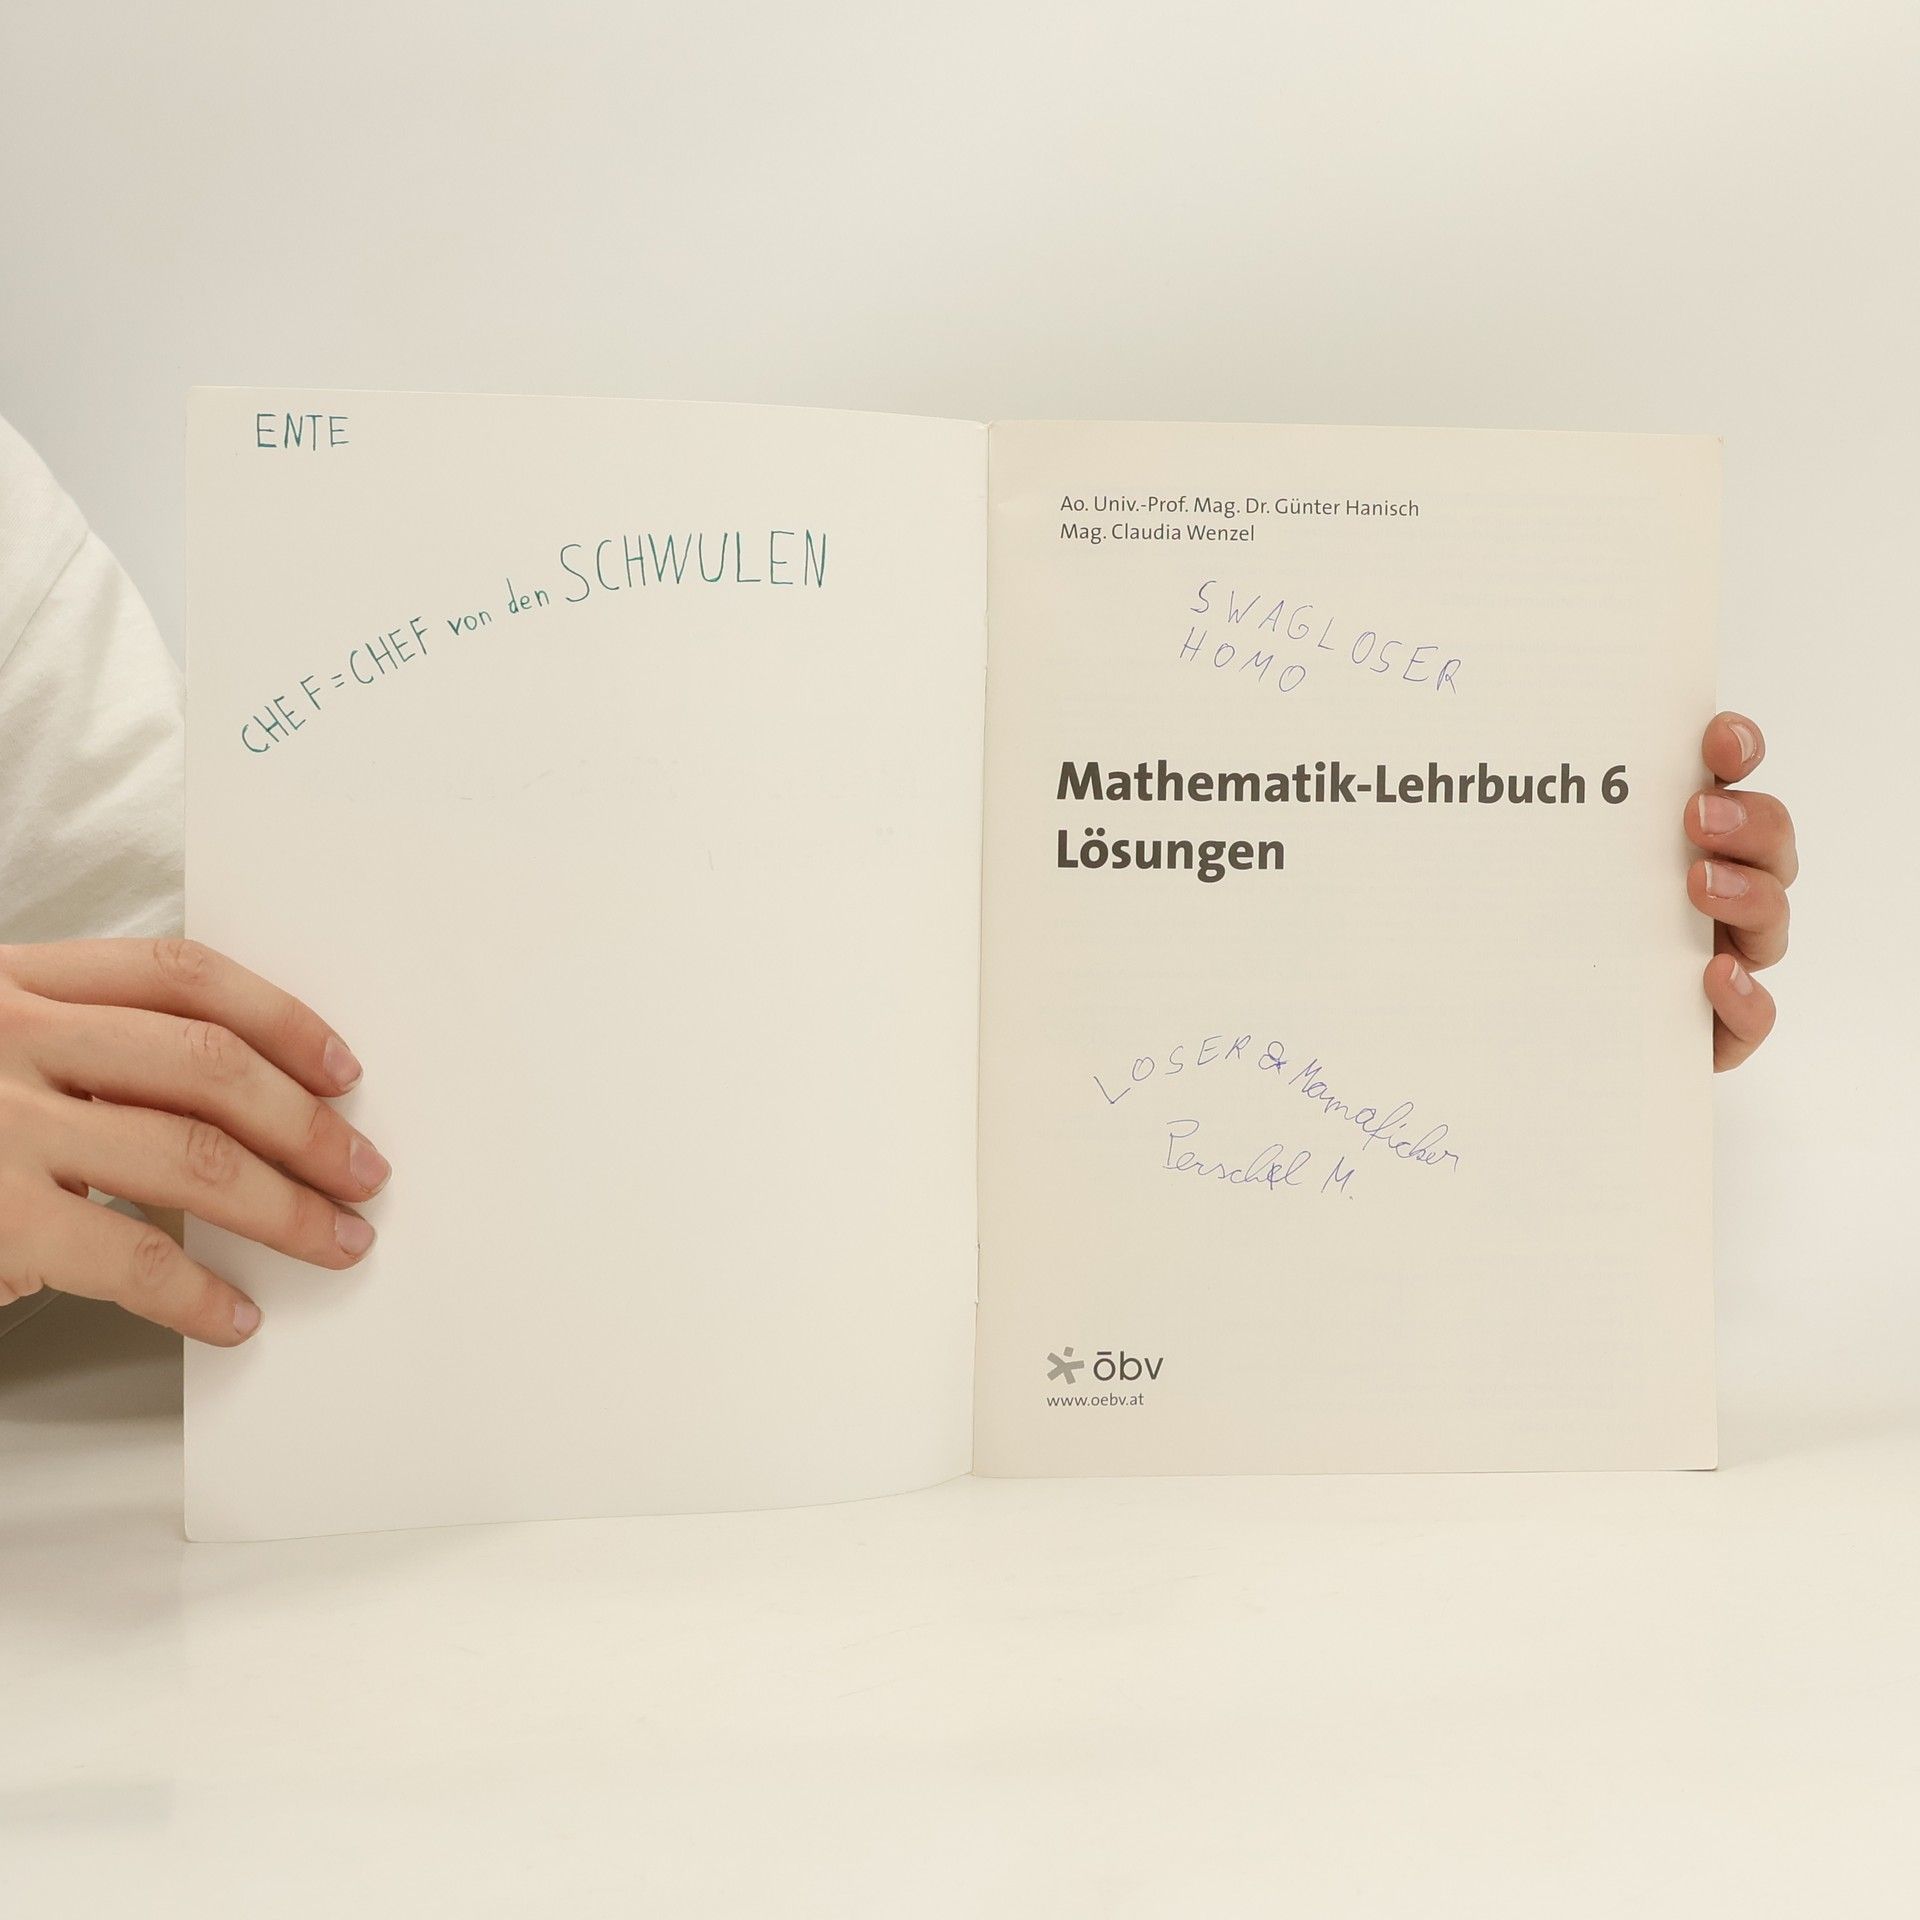 ENTE
CHEF = CHEF von den SCHWULEN
Ao. Univ.-Prof. Mag. Dr. Günter Hanisch
Mag. Claudia Wenzel
SWAGLOSER
HOMO
Mathematik-Lehrbuch 6
Lösungen
LOSER & Mamaficker
Perschel M.
öbv
www.oebv.at